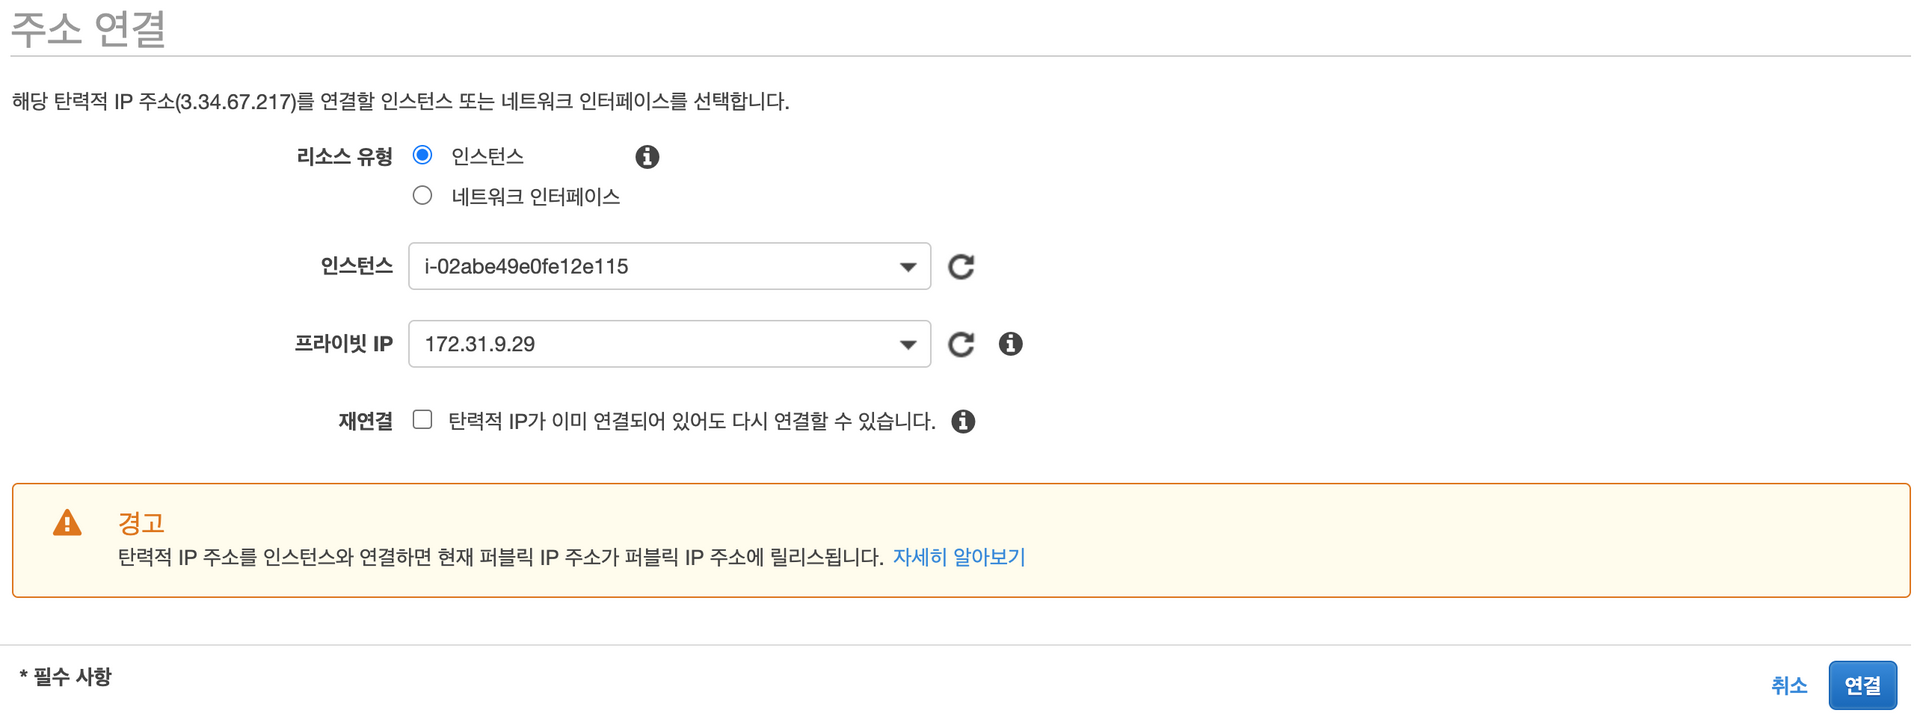 주소 연결
해당 탄력적 IP 주소(3.34.67.217)를 연결할 인스턴스 또는 네트워크 인터페이스를 선택합니다.
리소스 유형 인스턴스
네트워크 인터페이스
인스턴스 i-02abe49e0fe12e115
프라이빗 IP 172.31.9.29
재연결 탄력적 IP가 이미 연결되어 있어도 다시 연결할 수 있습니다.
경고
탄력적 IP 주소를 인스턴스와 연결하면 현재 퍼블릭 IP 주소가 퍼블릭 IP 주소에 릴리스됩니다. 자세히 알아보기
* 필수 사항 취소 연결